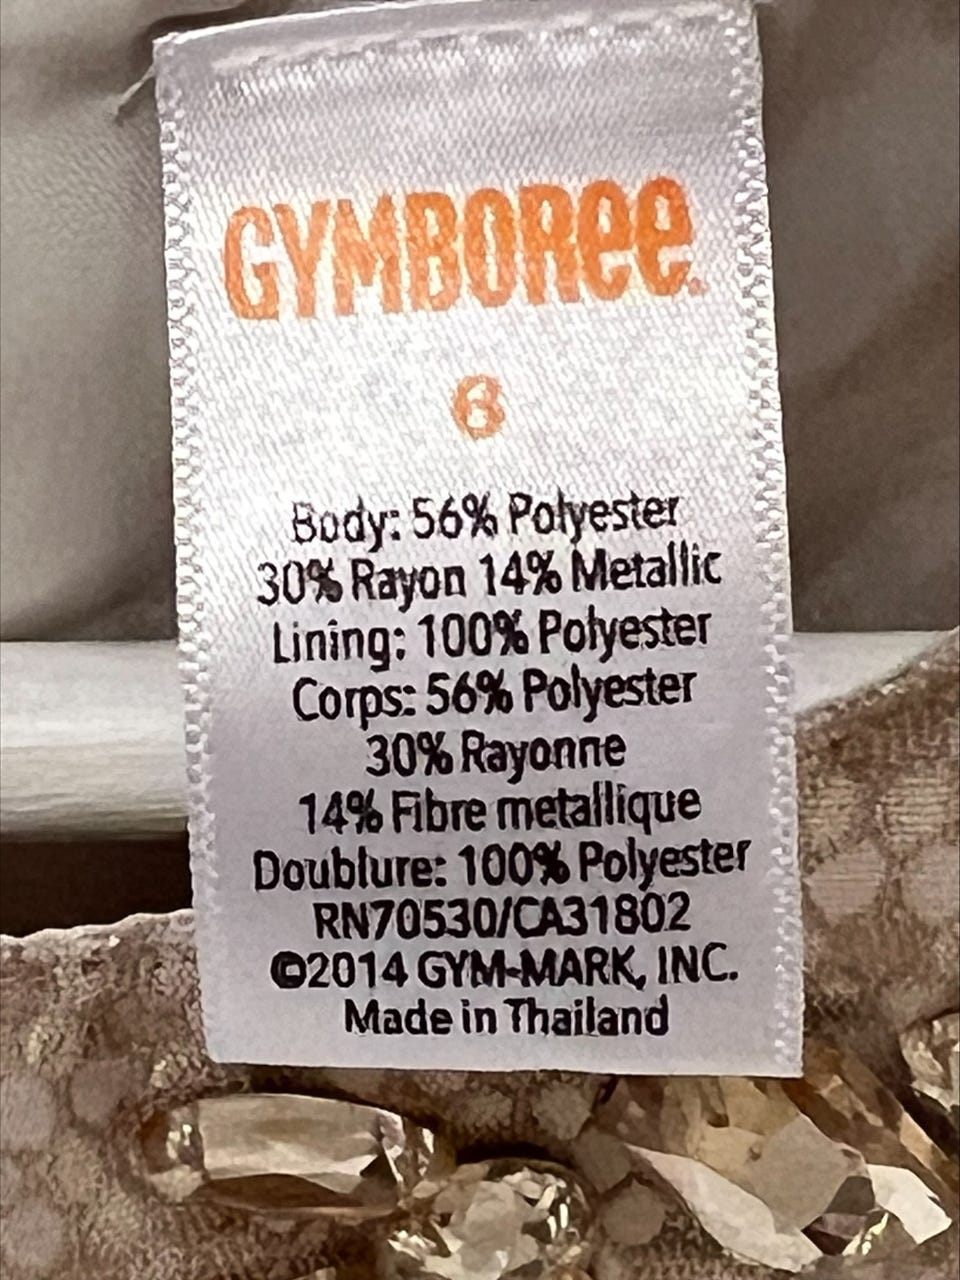 GYMBOREE.
6
Body: 56% Polyester
30% Rayon 14% Metallic
Lining: 100% Polyester
Corps: 56% Polyester
30% Rayonne
14% Fibre metallique
Doublure: 100% Polyester
RN70530/CA31802
©2014 GYM-MARK, INC.
Made in Thailand